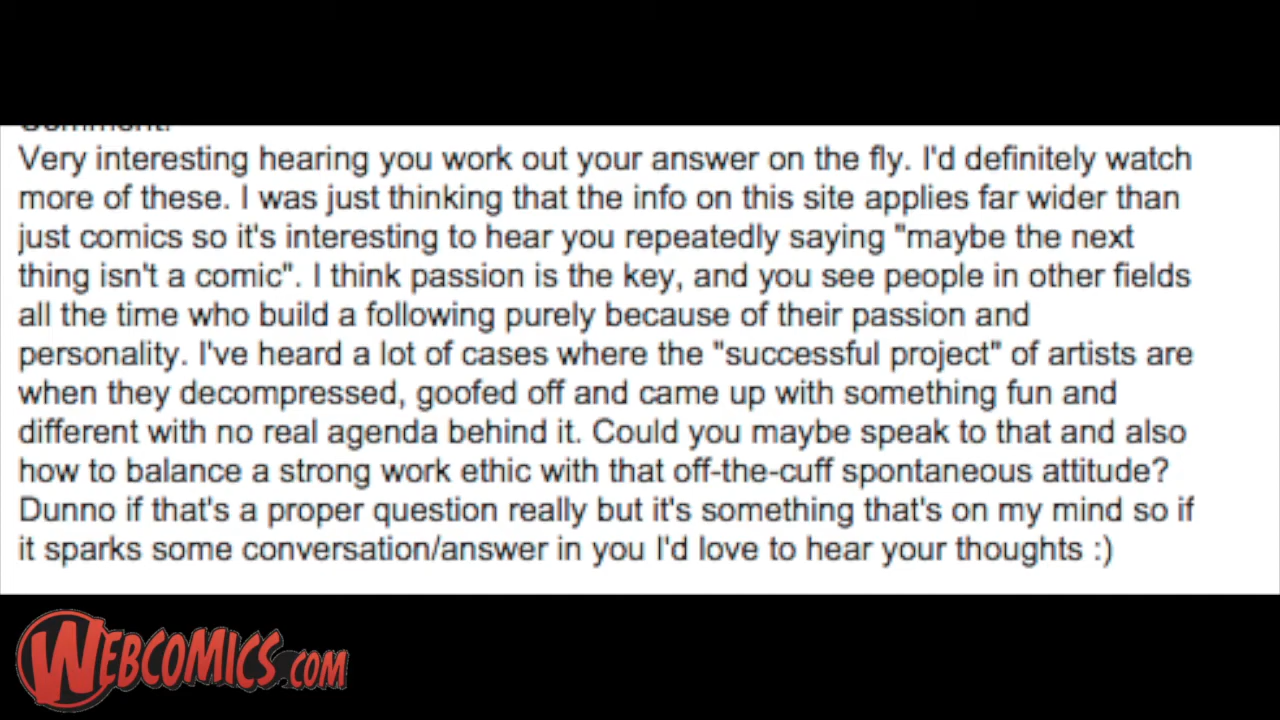 Comment:
Very interesting hearing you work out your answer on the fly. I'd definitely watch
more of these. I was just thinking that the info on this site applies far wider than
just comics so it's interesting to hear you repeatedly saying "maybe the next
thing isn't a comic". I think passion is the key, and you see people in other fields
all the time who build a following purely because of their passion and
personality. I've heard a lot of cases where the "successful project" of artists are
when they decompressed, goofed off and came up with something fun and
different with no real agenda behind it. Could you maybe speak to that and also
how to balance a strong work ethic with that off-the-cuff spontaneous attitude?
Dunno if that's a proper question really but it's something that's on my mind so if
it sparks some conversation/answer in you I'd love to hear your thoughts :)
WEBCOMICS.COM